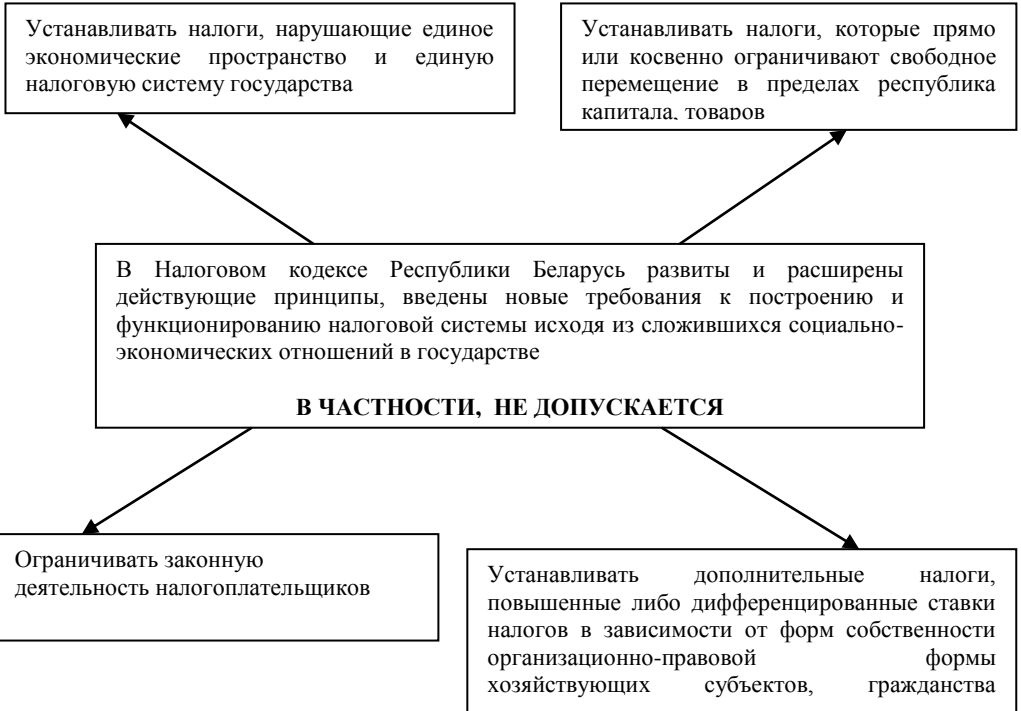 Устанавливать налоги, нарушающие единое
экономические пространство и единую
налоговую систему государства
Устанавливать налоги, которые прямо
или косвенно ограничивают свободное
перемещение в пределах республика
капитала, товаров
В Налоговом кодексе Республики Беларусь развиты и расширены
действующие принципы, введены новые требования к построению и
функционированию налоговой системы исходя из сложившихся социально-
экономических отношений в государстве
В ЧАСТНОСТИ, НЕ ДОПУСКАЕТСЯ
Ограничивать законную
деятельность налогоплательщиков
Устанавливать дополнительные налоги,
повышенные либо дифференцированные ставки
налогов в зависимости от форм собственности
организационно-правовой формы
хозяйствующих субъектов, гражданства